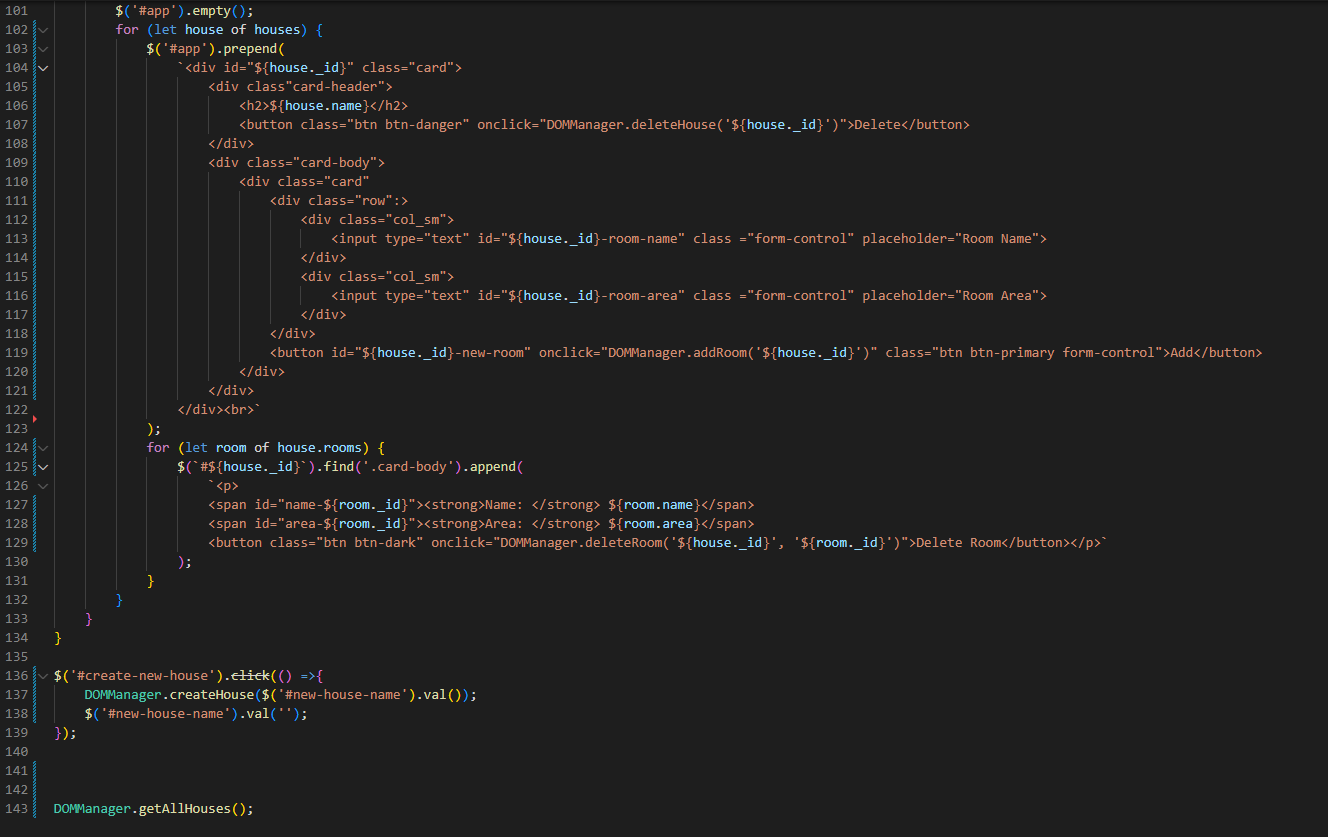 101 $('#app').empty();
102 for (let house of houses) {
103 $('#app').prepend(
104 `<div id="${house._id}" class="card">
105 <div class"card-header">
106 <h2>${house.name}</h2>
107 <button class="btn btn-danger" onclick="DOMManager.deleteHouse('${house._id}')">Delete</button>
108 </div>
109 <div class="card-body">
110 <div class="card"
111 <div class="row":>
112 <div class="col_sm">
113 <input type="text" id="${house._id}-room-name" class ="form-control" placeholder="Room Name">
114 </div>
115 <div class="col_sm">
116 <input type="text" id="${house._id}-room-area" class ="form-control" placeholder="Room Area">
117 </div>
118 </div>
119 <button id="${house._id}-new-room" onclick="DOMManager.addRoom('${house._id}')" class="btn btn-primary form-control">Add</button>
120 </div>
121 </div>
122 </div><br>`
123 );
124 for (let room of house.rooms) {
125 $(`#${house._id}`).find('.card-body').append(
126 `<p>
127 <span id="name-${room._id}"><strong>Name: </strong> ${room.name}</span>
128 <span id="area-${room._id}"><strong>Area: </strong> ${room.area}</span>
129 <button class="btn btn-dark" onclick="DOMManager.deleteRoom('${house._id}', '${room._id}')">Delete Room</button></p>`
130 );
131 }
132 }
133 }
134 }
135
136 $('#create-new-house').click(() =>{
137 DOMManager.createHouse($('#new-house-name').val());
138 $('#new-house-name').val('');
139 });
140
141
142
143 DOMManager.getAllHouses();